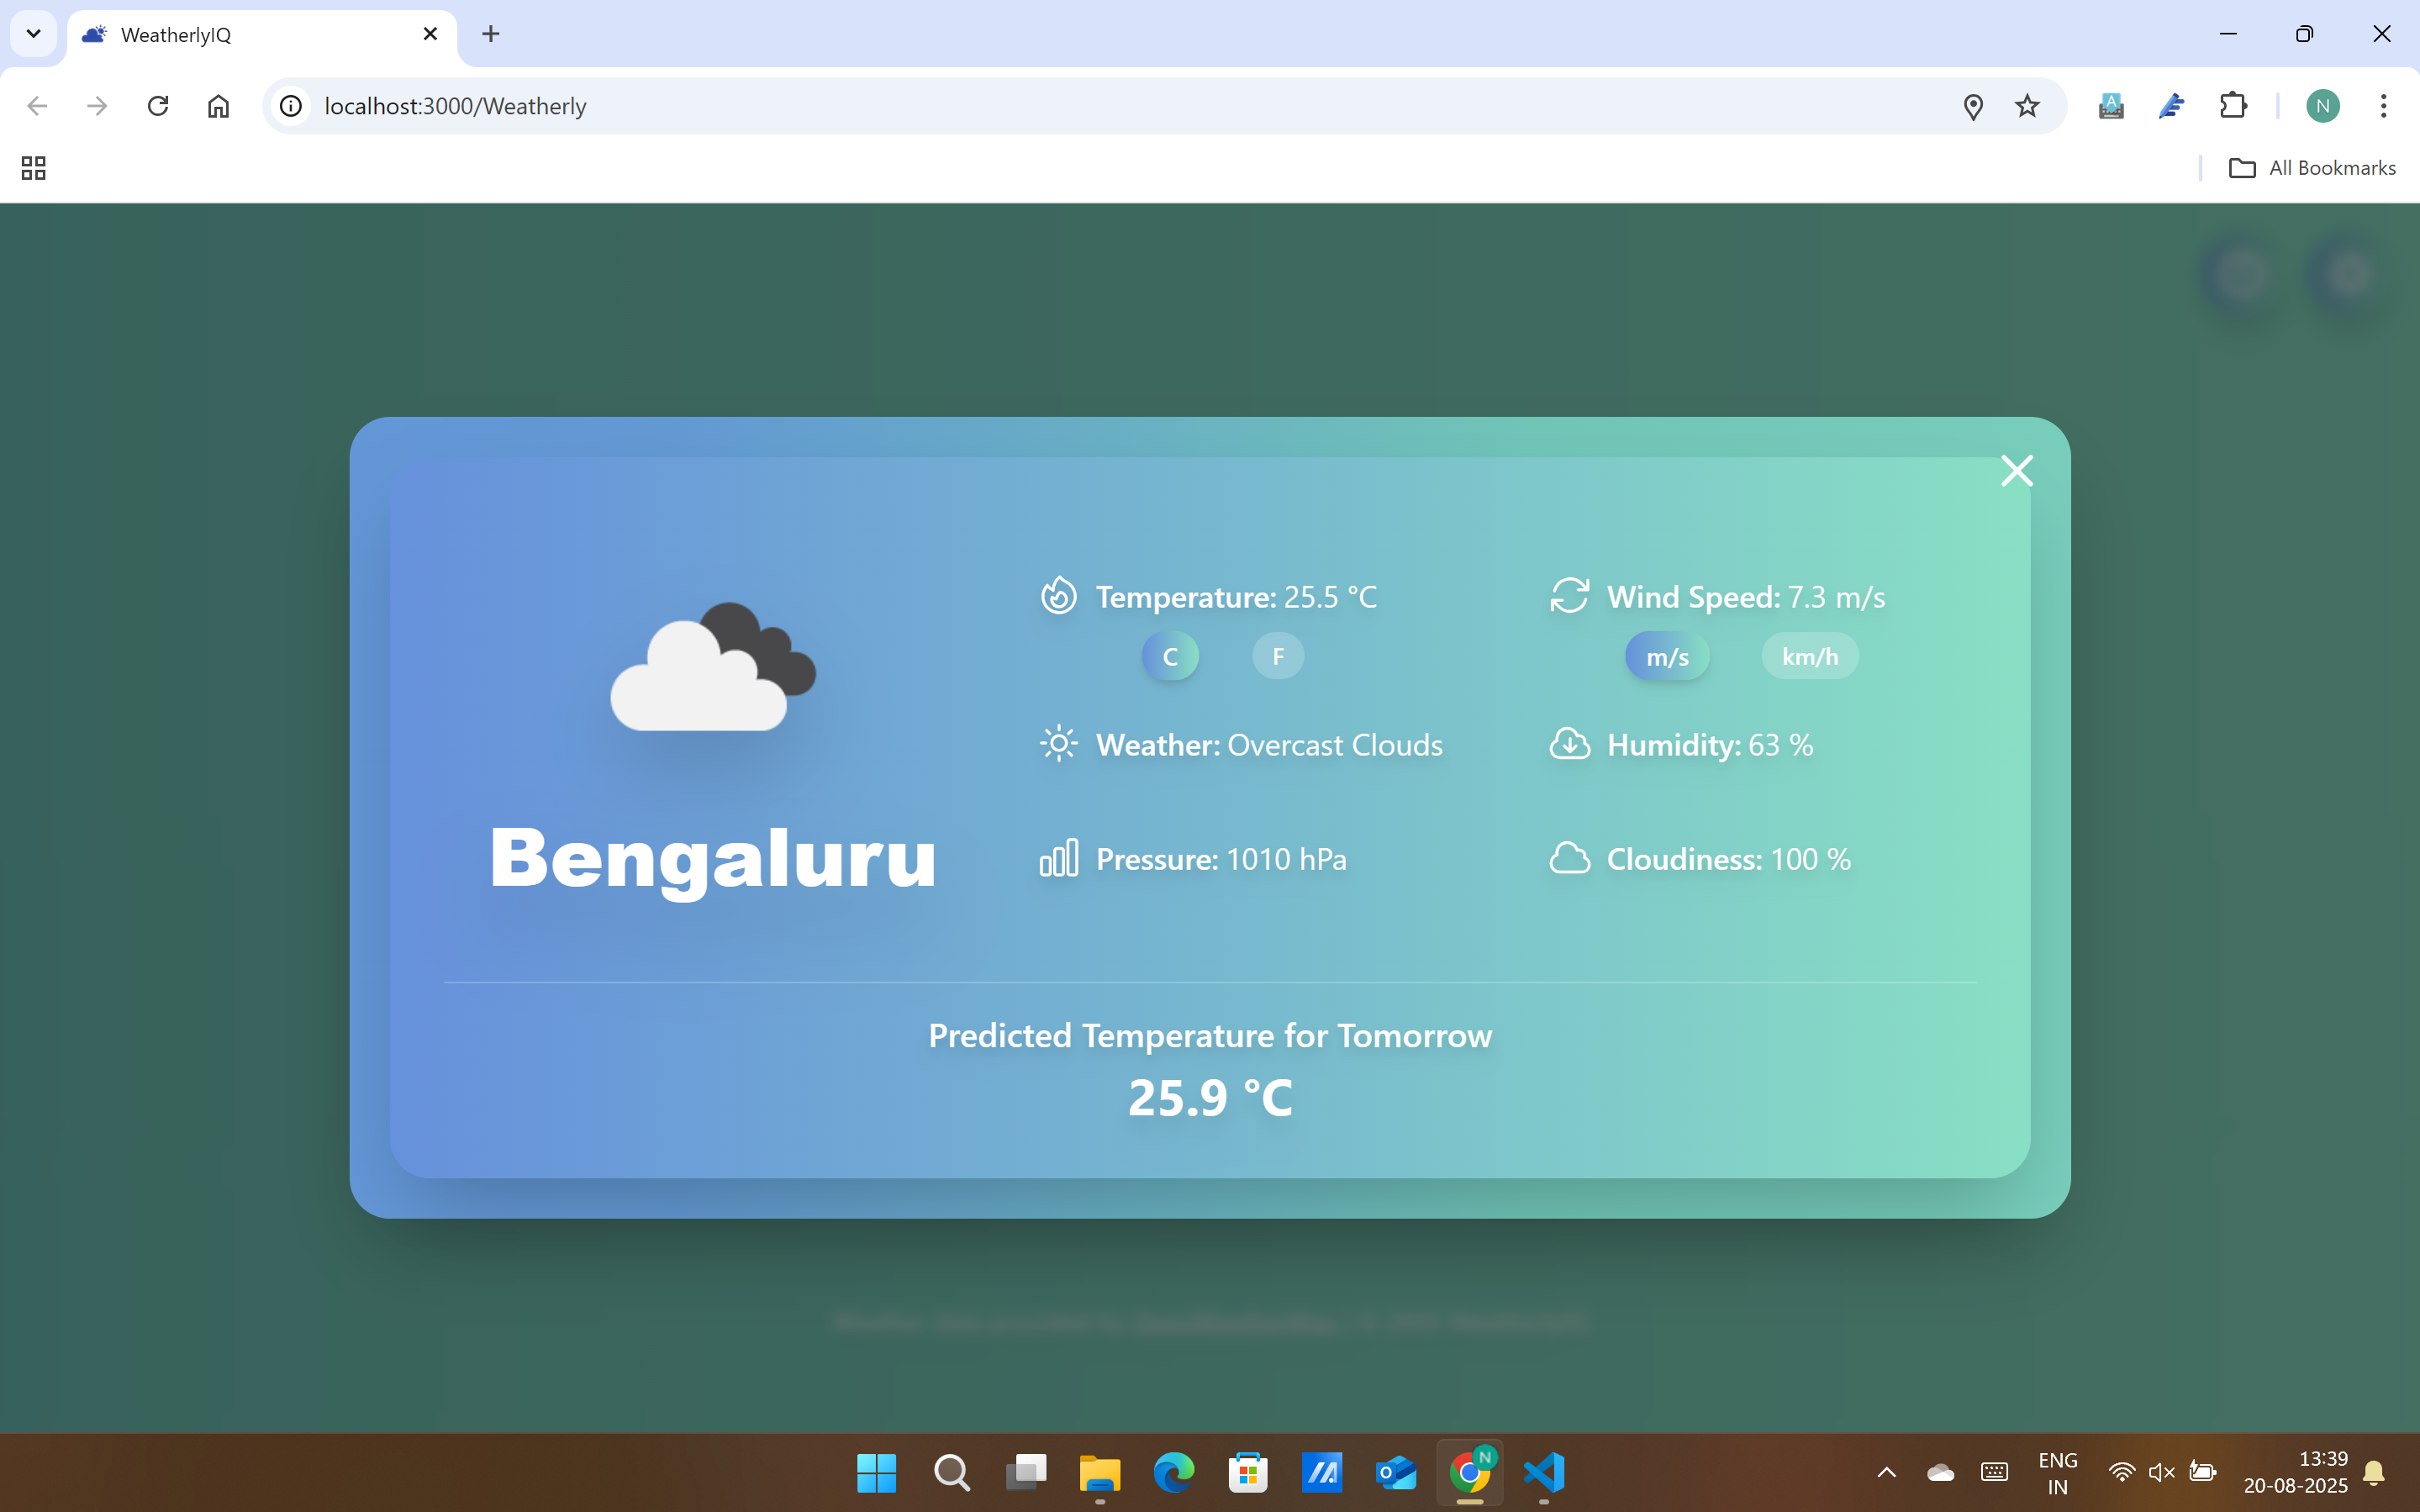 WeatherlyIQ
localhost:3000/Weatherly
N
All Bookmarks
Temperature: 25.5 °C
Wind Speed: 7.3 m/s
C
F
m/s
km/h
Weather: Overcast Clouds
Humidity: 63 %
Bengaluru
Pressure: 1010 hPa
Cloudiness: 100 %
Predicted Temperature for Tomorrow
25.9 °C
N
ENG
IN
13:39
20-08-2025